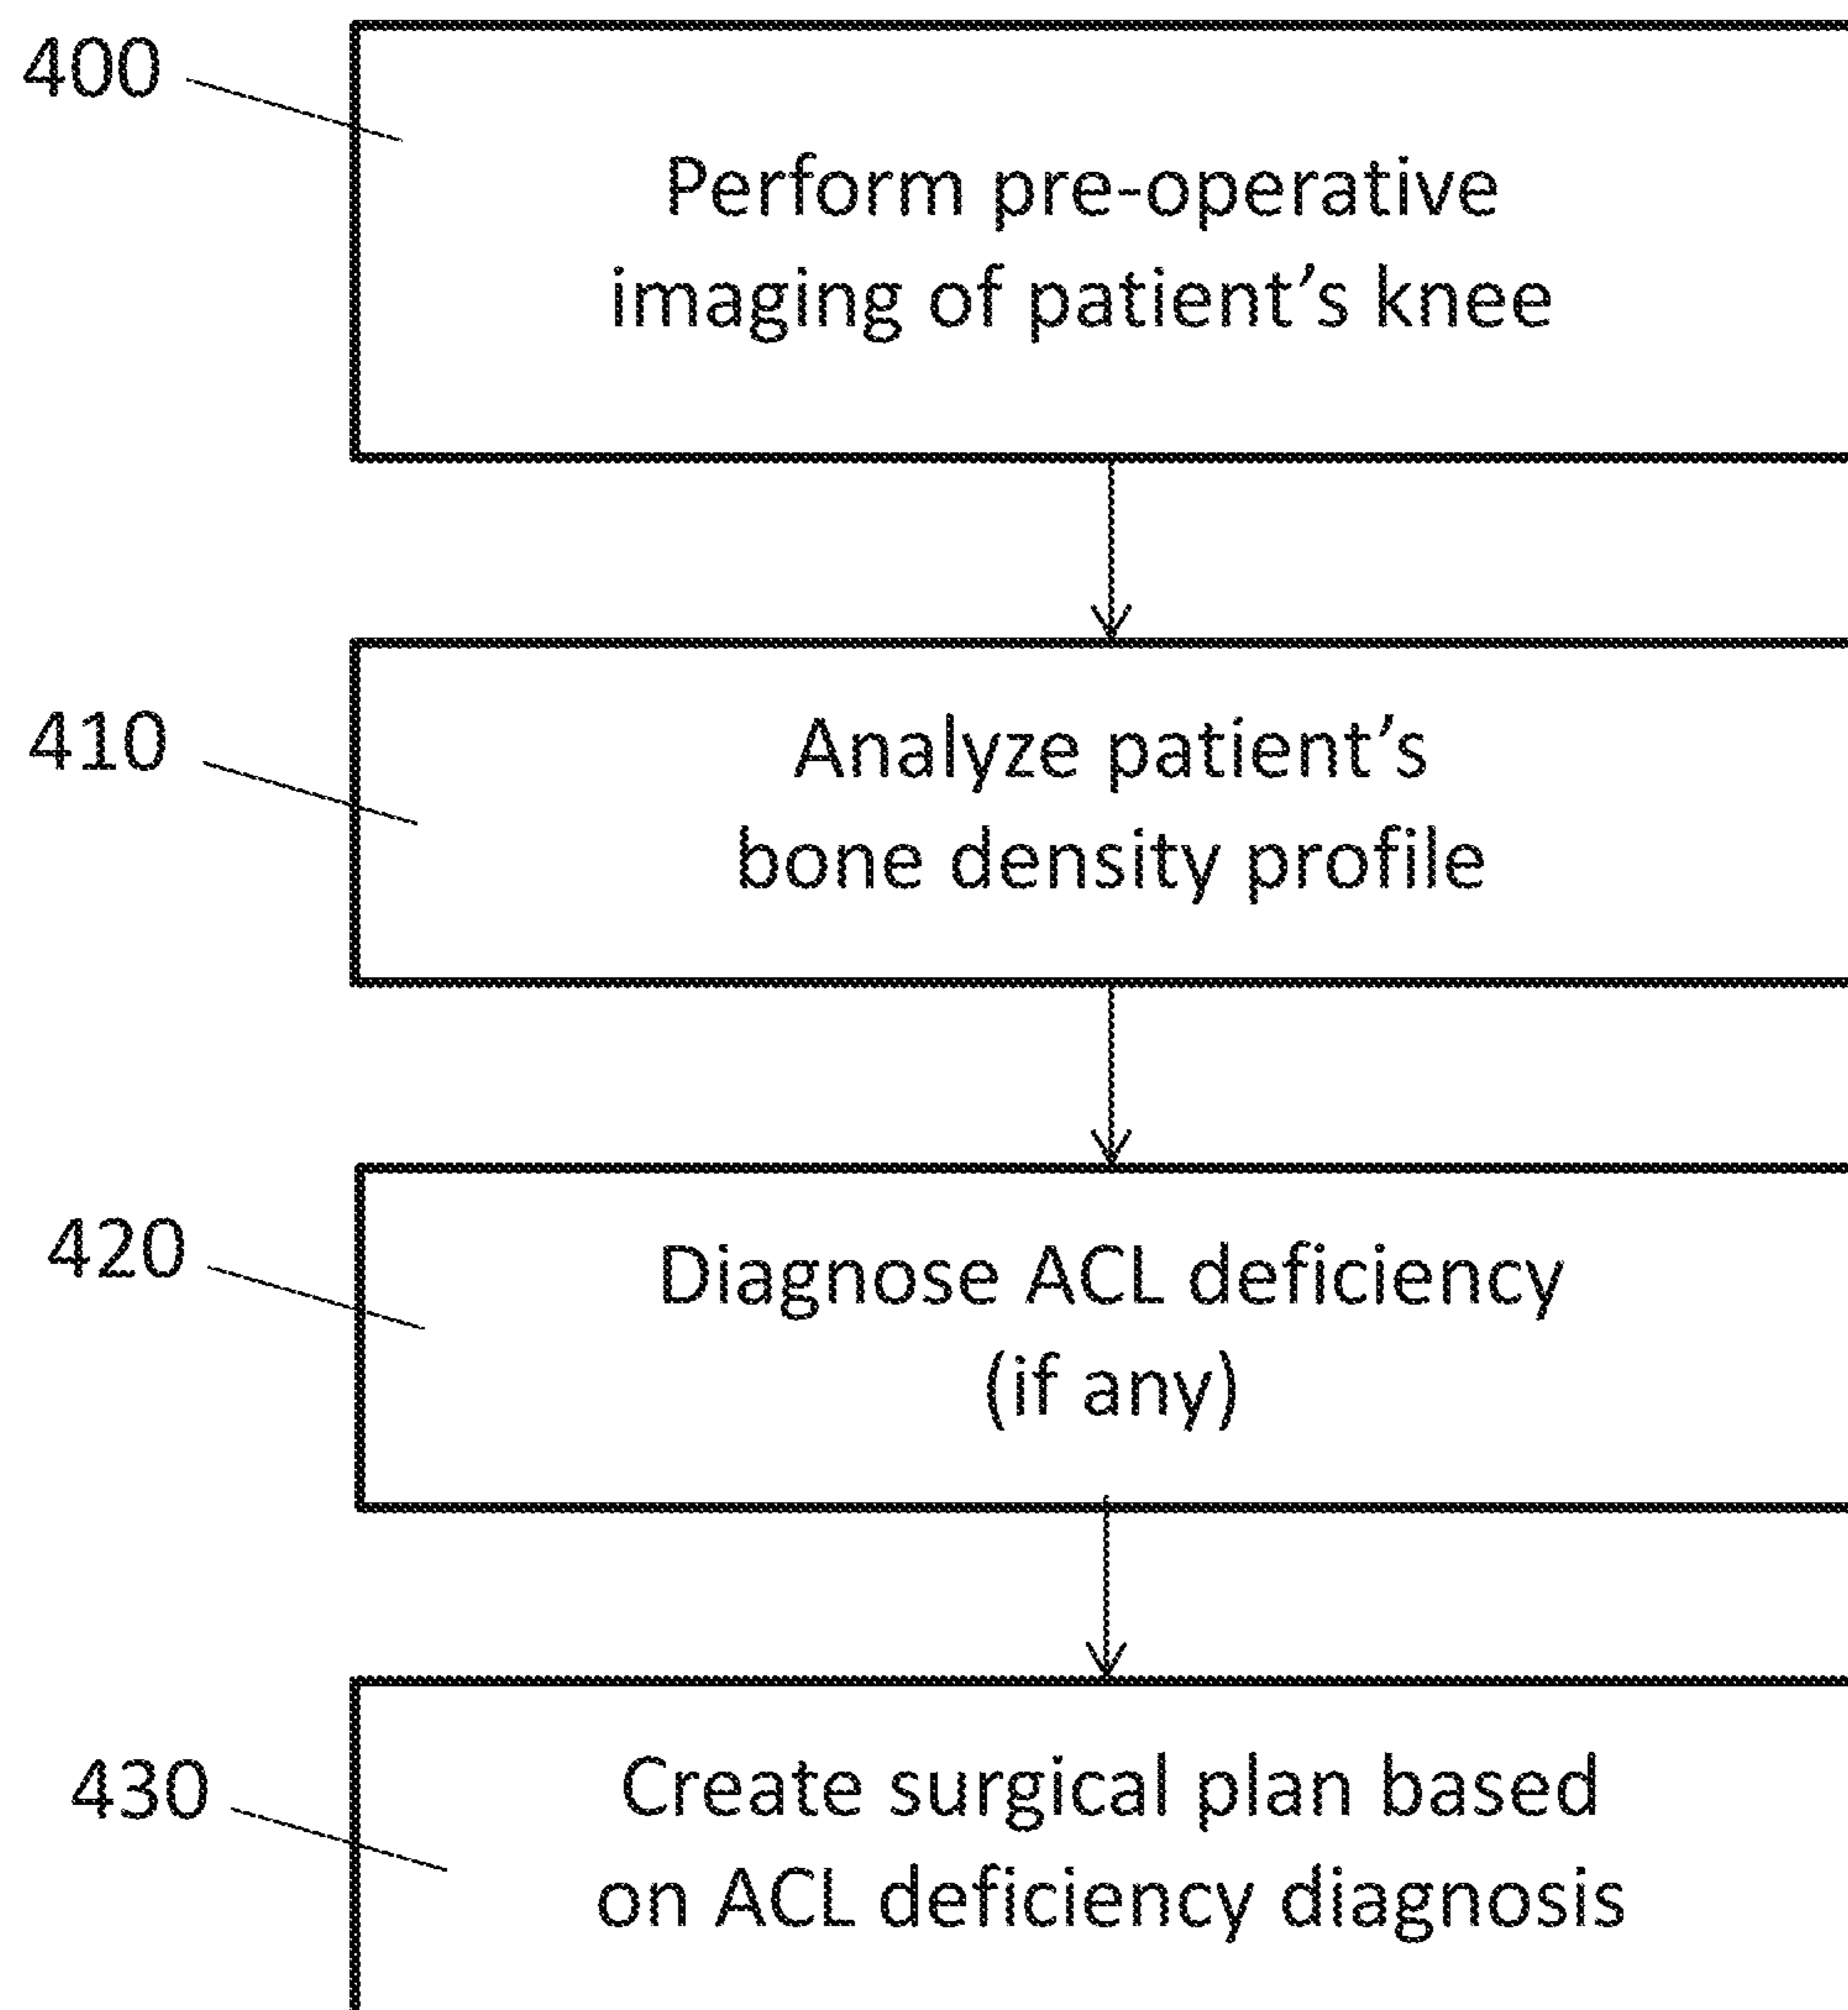 400
Perform pre-operative
imaging of patient’s knee
410
Analyze patient’s
bone density profile
420
Diagnose ACL deficiency
(if any)
430
Create surgical plan based
on ACL deficiency diagnosis